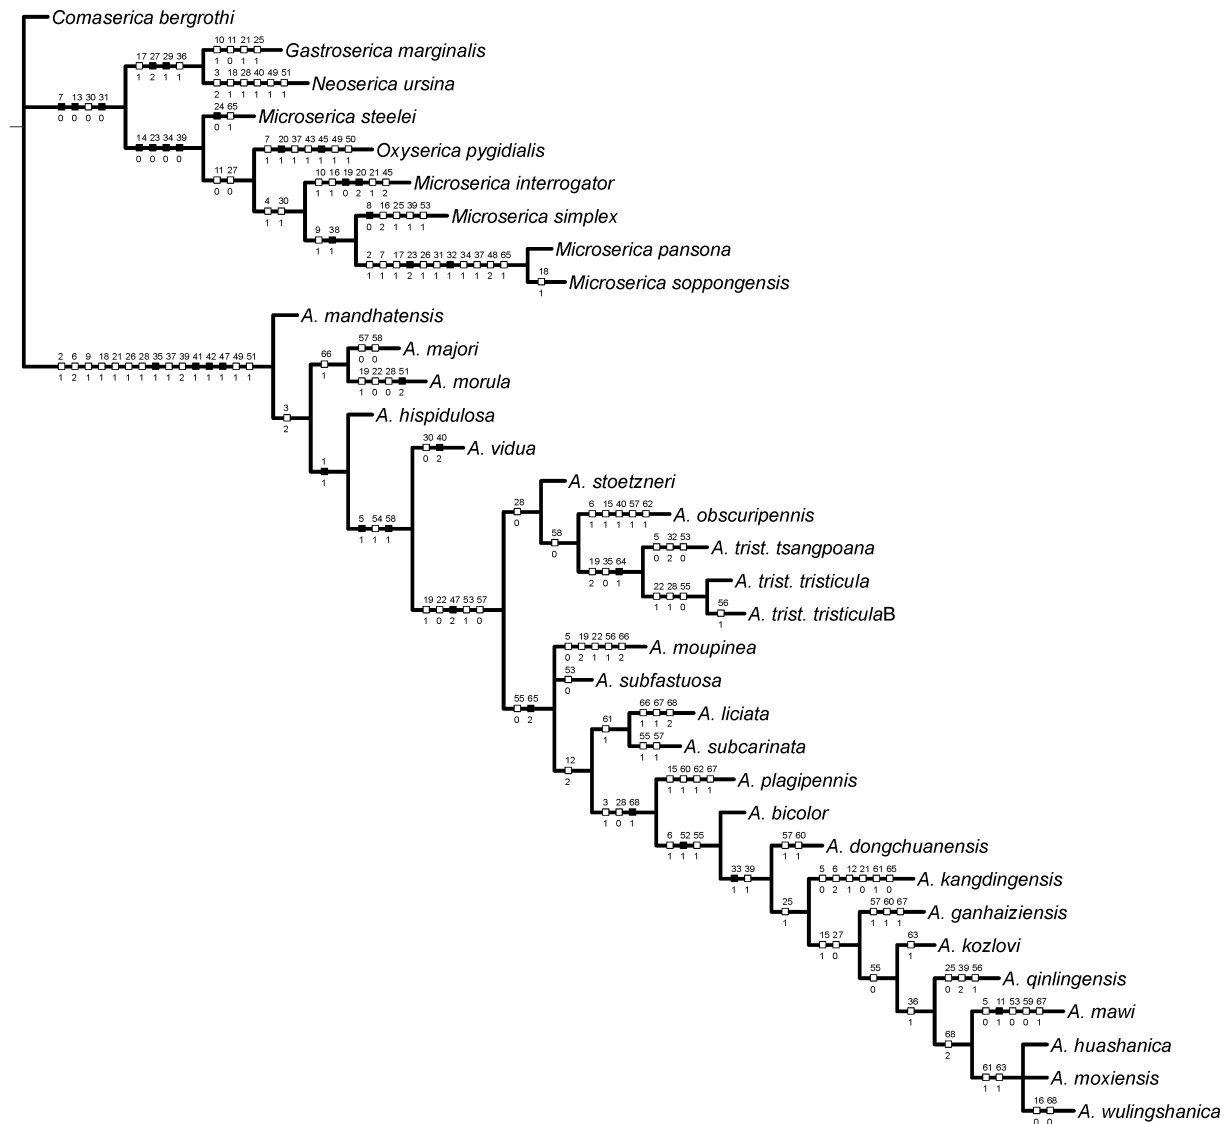 Comaserica bergrothi
10 11 21 25
1 0 1 1
Gastroserica marginalis
17 27 29 36
1 2 1 1
3 18 28 40 49 51
2 1 1 1 1 1
Neoserica ursina
7 13 30 31
0 0 0 0
24 65
0 1
Microserica steelei
14 23 34 39
0 0 0 0
7 20 37 43 45 49 50
1 1 1 1 1 1 1
Oxyserica pygidialis
11 27
0 0
10 16 19 20 21 45
1 1 0 2 1 2
Microserica interrogator
4 30
1 1
8 16 25 39 53
0 2 1 1 1
Microserica simplex
9 38
1 1
Microserica pansona
2 7 17 23 26 31 32 34 37 48 65
1 1 1 2 1 1 1 1 1 2 1
18
1
Microserica soppongensis
A. mandhatensis
57 58
0 0
A. majori
2 6 9 18 21 26 28 35 37 39 41 42 47 49 51
1 2 1 1 1 1 1 1 1 2 1 1 1 1 1
66
1
19 22 28 51
1 0 0 2
A. morula
3
2
A. hispidulosa
30 40
0 2
A. vidua
1
1
A. stoetzneri
5 54 58
1 1 1
28
0
6 15 40 57 62
1 1 1 1 1
A. obscuripennis
58
0
5 32 53
0 2 0
A. trist. tsangpoana
19 35 64
2 0 1
A. trist. tristicula
22 28 55
1 1 0
56
1
A. trist. tristiculaB
19 22 47 53 57
1 0 2 1 0
5 19 22 56 66
0 2 1 1 2
A. moupinea
53
0
A. subfastuosa
55 65
0 2
66 67 68
1 1 2
A. liciata
61
1
55 57
1 1
A. subcarinata
12
2
15 60 62 67
1 1 1 1
A. plagipennis
3 28 68
1 0 1
A. bicolor
6 52 55
1 1 1
57 60
1 1
A. dongchuanensis
33 39
1 1
5 6 12 21 61 65
0 2 1 0 1 0
A. kangdingensis
25
1
57 60 67
1 1 1
A. ganhaiziensis
15 27
1 0
63
1
A. kozlovi
55
0
25 39 56
0 2 1
A. qinlingensis
36
1
5 11 53 59 67
0 1 0 0 1
A. mawi
68
2
A. huashanica
61 63
1 1
A. moxiensis
16 68
0 0
A. wulingshanica